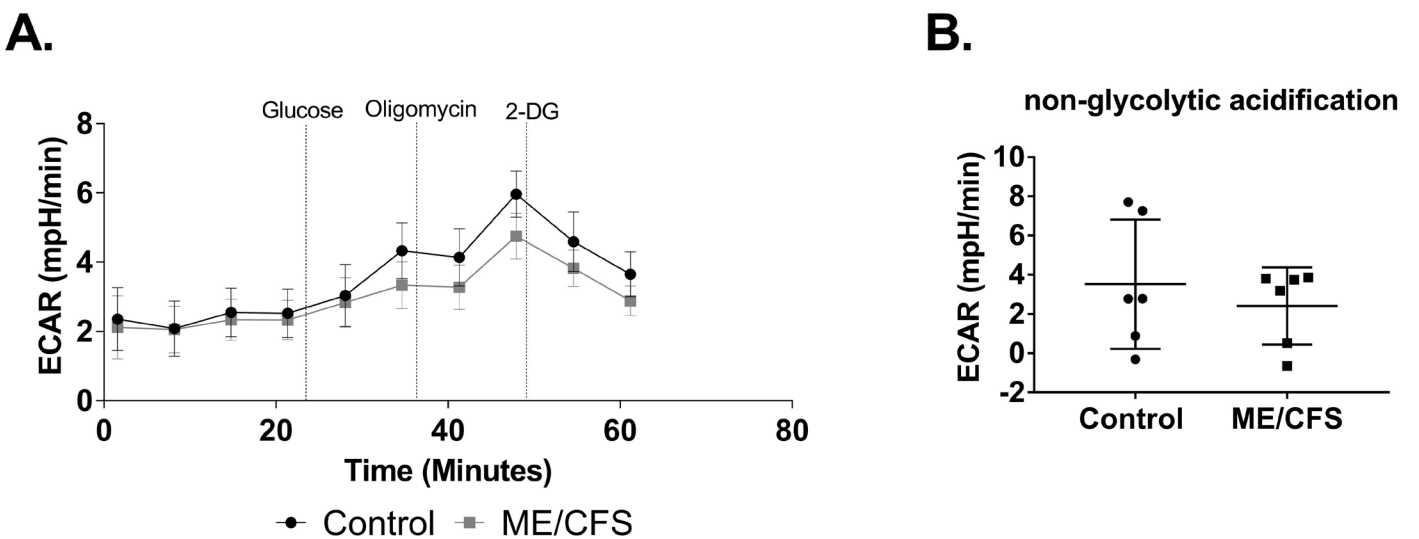 A.
Glucose Oligomycin 2-DG
ECAR (mpH/min)
8
6
4
2
0
0 20 40 60 80
Time (Minutes)
Control ME/CFS
B.
non-glycolytic acidification
ECAR (mpH/min)
10
8
6
4
2
0
-2
Control ME/CFS